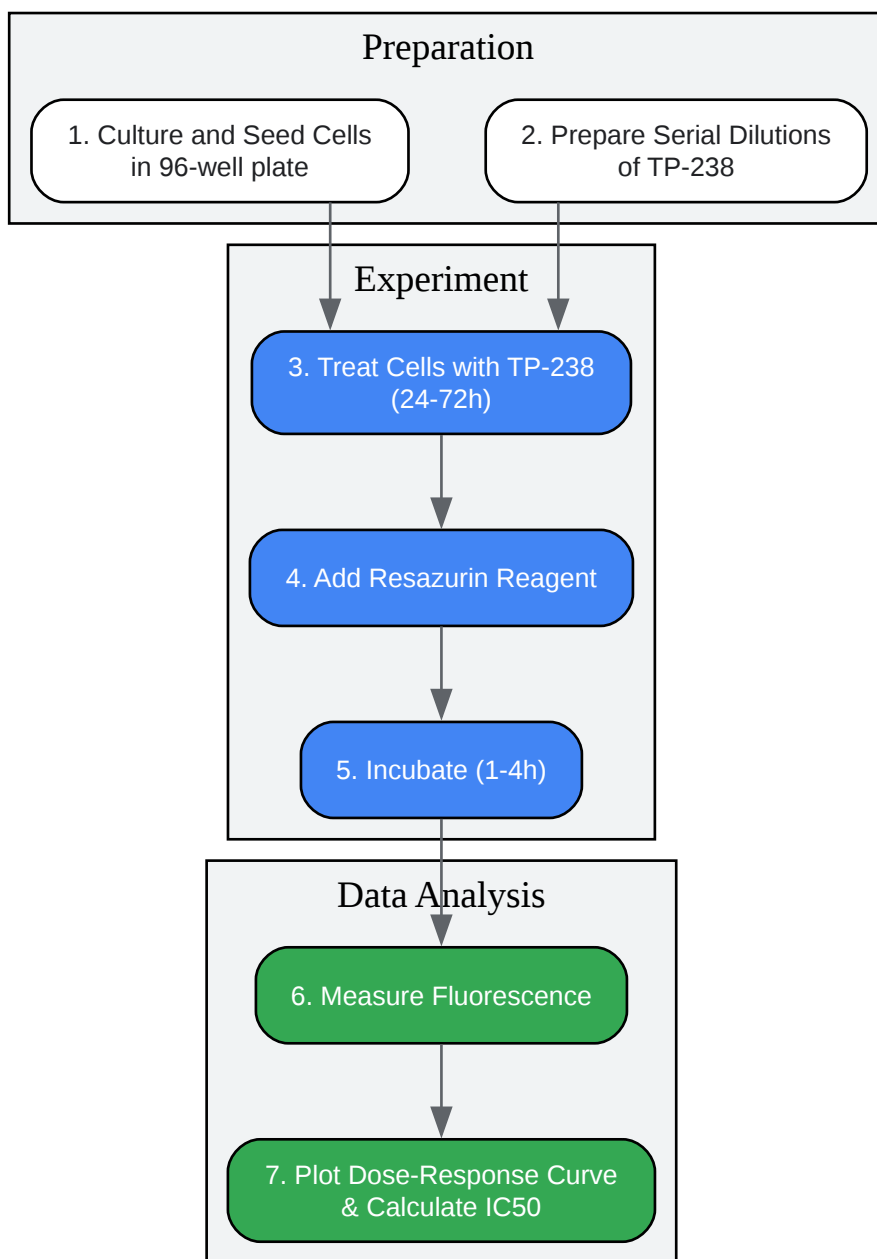 Preparation
1. Culture and Seed Cells
in 96-well plate
2. Prepare Serial Dilutions
of TP-238
Experiment
3. Treat Cells with TP-238
(24-72h)
4. Add Resazurin Reagent
5. Incubate (1-4h)
Data Analysis
6. Measure Fluorescence
7. Plot Dose-Response Curve
& Calculate IC50